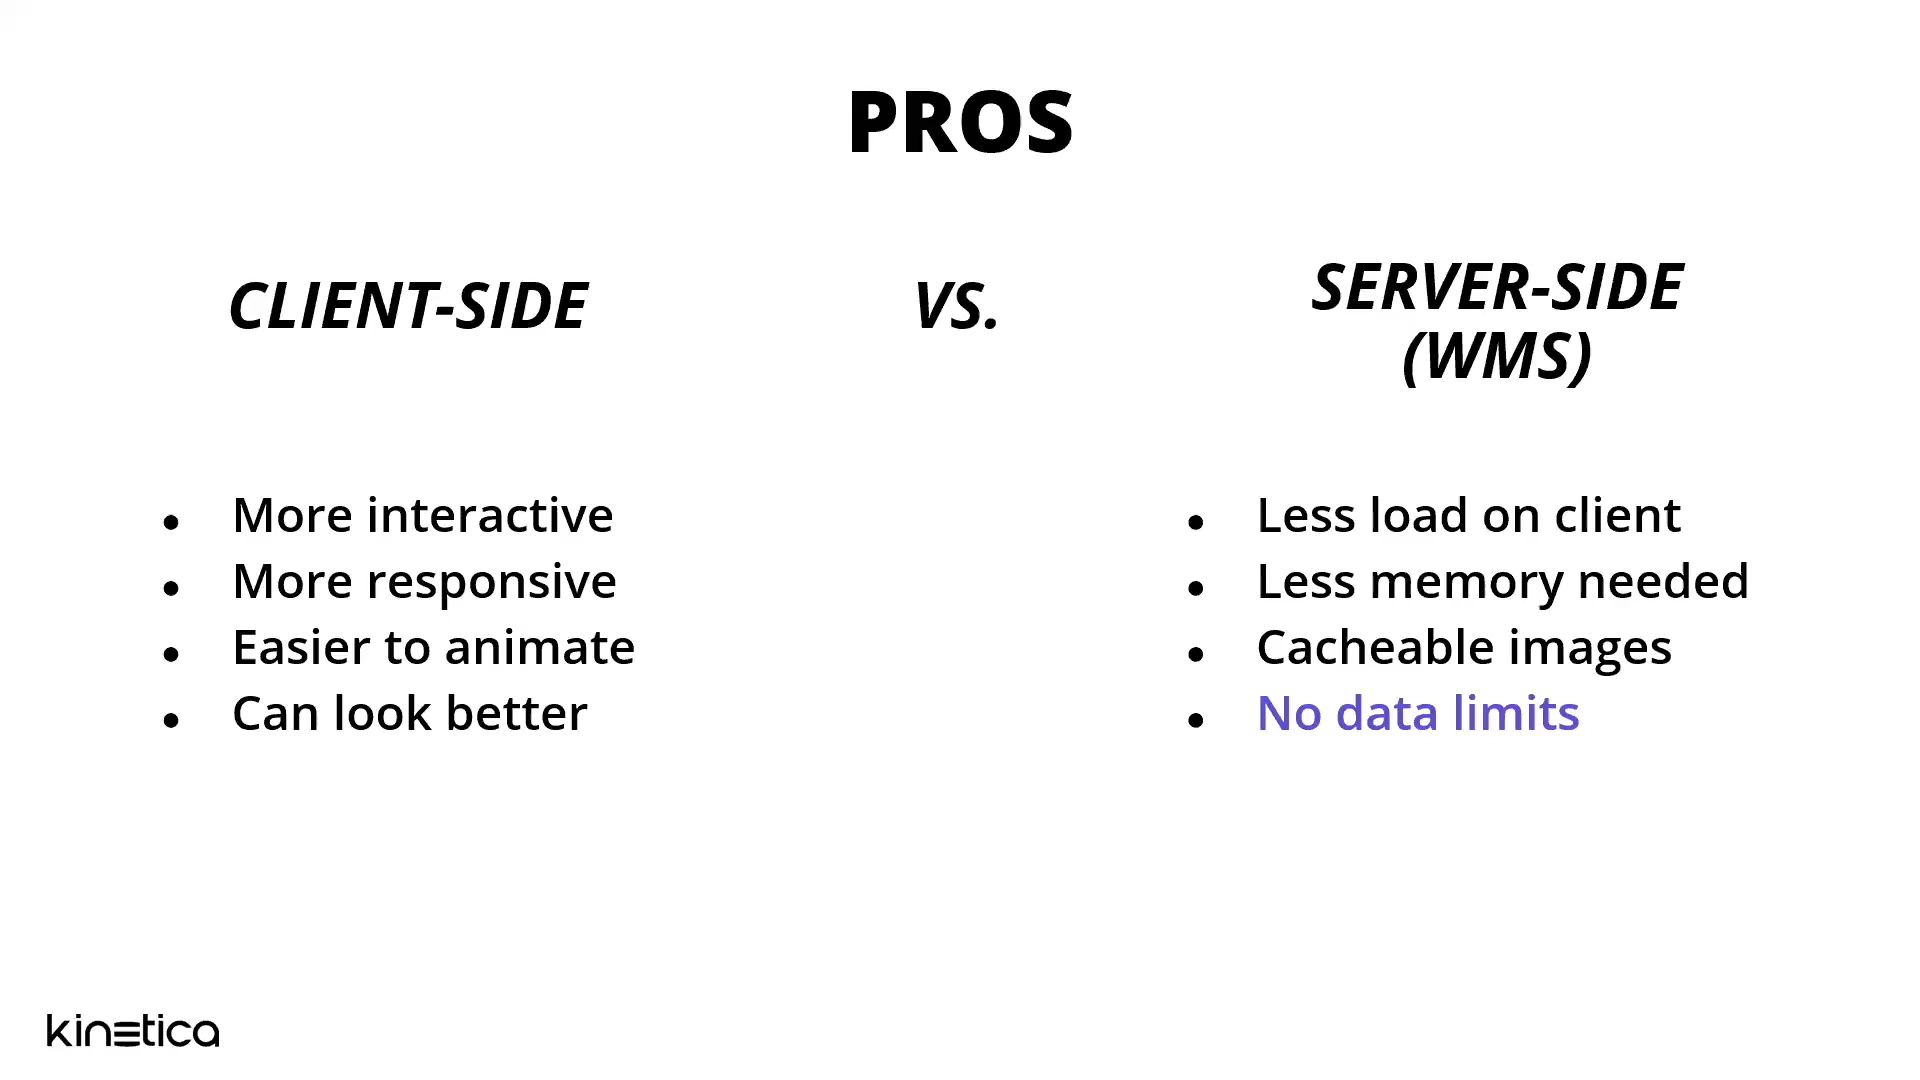 PROS
CLIENT-SIDE
VS.
SERVER-SIDE
(WMS)
• More interactive
• More responsive
• Easier to animate
• Can look better
• Less load on client
• Less memory needed
• Cacheable images
• No data limits
kinetica